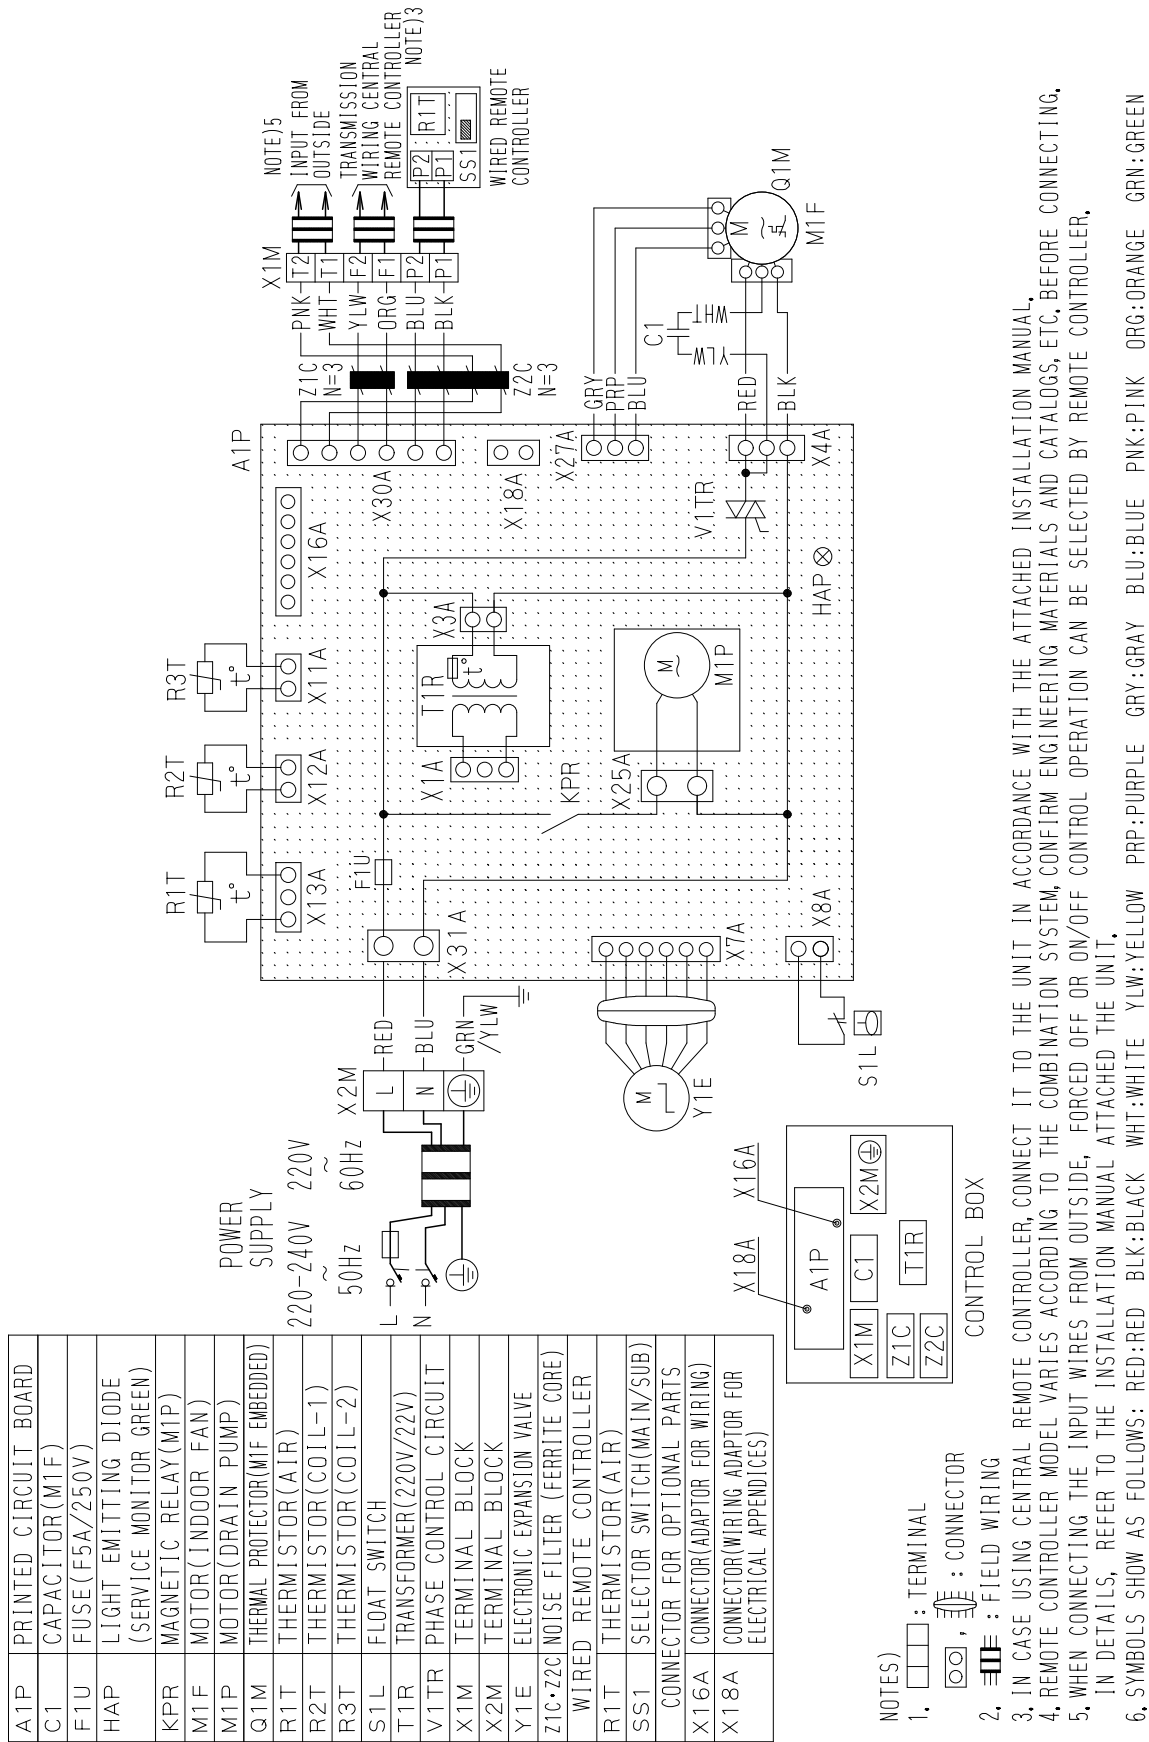 A1P PRINTED CIRCUIT BOARD
C1 CAPACITOR(M1F)
F1U FUSE(F5A/250V)
HAP LIGHT EMITTING DIODE
(SERVICE MONITOR GREEN)
KPR MAGNETIC RELAY(M1P)
M1F MOTOR(INDOOR FAN)
M1P MOTOR(DRAIN PUMP)
Q1M THERMAL PROTECTOR(M1F EMBEDDED)
R1T THERMISTOR(AIR)
R2T THERMISTOR(COIL-1)
R3T THERMISTOR(COIL-2)
S1L FLOAT SWITCH
T1R TRANSFORMER(220V/22V)
V1TR PHASE CONTROL CIRCUIT
X1M TERMINAL BLOCK
X2M TERMINAL BLOCK
Y1E ELECTRONIC EXPANSION VALVE
Z1C•Z2C NOISE FILTER (FERRITE CORE)
WIRED REMOTE CONTROLLER
R1T THERMISTOR(AIR)
SS1 SELECTOR SWITCH(MAIN/SUB)
CONNECTOR FOR OPTIONAL PARTS
X16A CONNECTOR(ADAPTOR FOR WIRING)
X18A CONNECTOR(WIRING ADAPTOR FOR
ELECTRICAL APPENDICES)
POWER
SUPPLY
220-240V 220V
~ ~
50Hz 60Hz
L
N
X2M
L
N
RED
BLU
GRN
/YLW
R1T
t°
X13A
R2T
t°
X12A
R3T
t°
X11A
X16A
A1P
X31A
F1U
X1A
T1R
t°
X3A
X30A
X18A
KPR
X25A
M
~
M1P
V1TR
HAP
X27A
X4A
X7A
X8A
M
Y1E
S1L
Z1C
N=3
Z2C
N=3
PNK
WHT
YLW
ORG
BLU
BLK
X1M
T2
T1
F2
F1
P2
P1
NOTE)5
INPUT FROM
OUTSIDE
TRANSMISSION
WIRING CENTRAL
REMOTE CONTROLLER
NOTE)3
P2
P1
R1T
SS1
WIRED REMOTE
CONTROLLER
GRY
PRP
BLU
RED
BLK
C1
YLW
WHT
M
~
Q1M
M1F
X18A
X16A
A1P
X1M
C1
X2M
Z1C
T1R
Z2C
CONTROL BOX
NOTES)
1. : TERMINAL
, : CONNECTOR
2. : FIELD WIRING
3. IN CASE USING CENTRAL REMOTE CONTROLLER, CONNECT IT TO THE UNIT IN ACCORDANCE WITH THE ATTACHED INSTALLATION MANUAL.
4. REMOTE CONTROLLER MODEL VARIES ACCORDING TO THE COMBINATION SYSTEM, CONFIRM ENGINEERING MATERIALS AND CATALOGS, ETC. BEFORE CONNECTING.
5. WHEN CONNECTING THE INPUT WIRES FROM OUTSIDE, FORCED OFF OR ON/OFF CONTROL OPERATION CAN BE SELECTED BY REMOTE CONTROLLER.
IN DETAILS, REFER TO THE INSTALLATION MANUAL ATTACHED THE UNIT.
6. SYMBOLS SHOW AS FOLLOWS: RED:RED BLK:BLACK WHT:WHITE YLW:YELLOW PRP:PURPLE GRY:GRAY BLU:BLUE PNK:PINK ORG:ORANGE GRN:GREEN